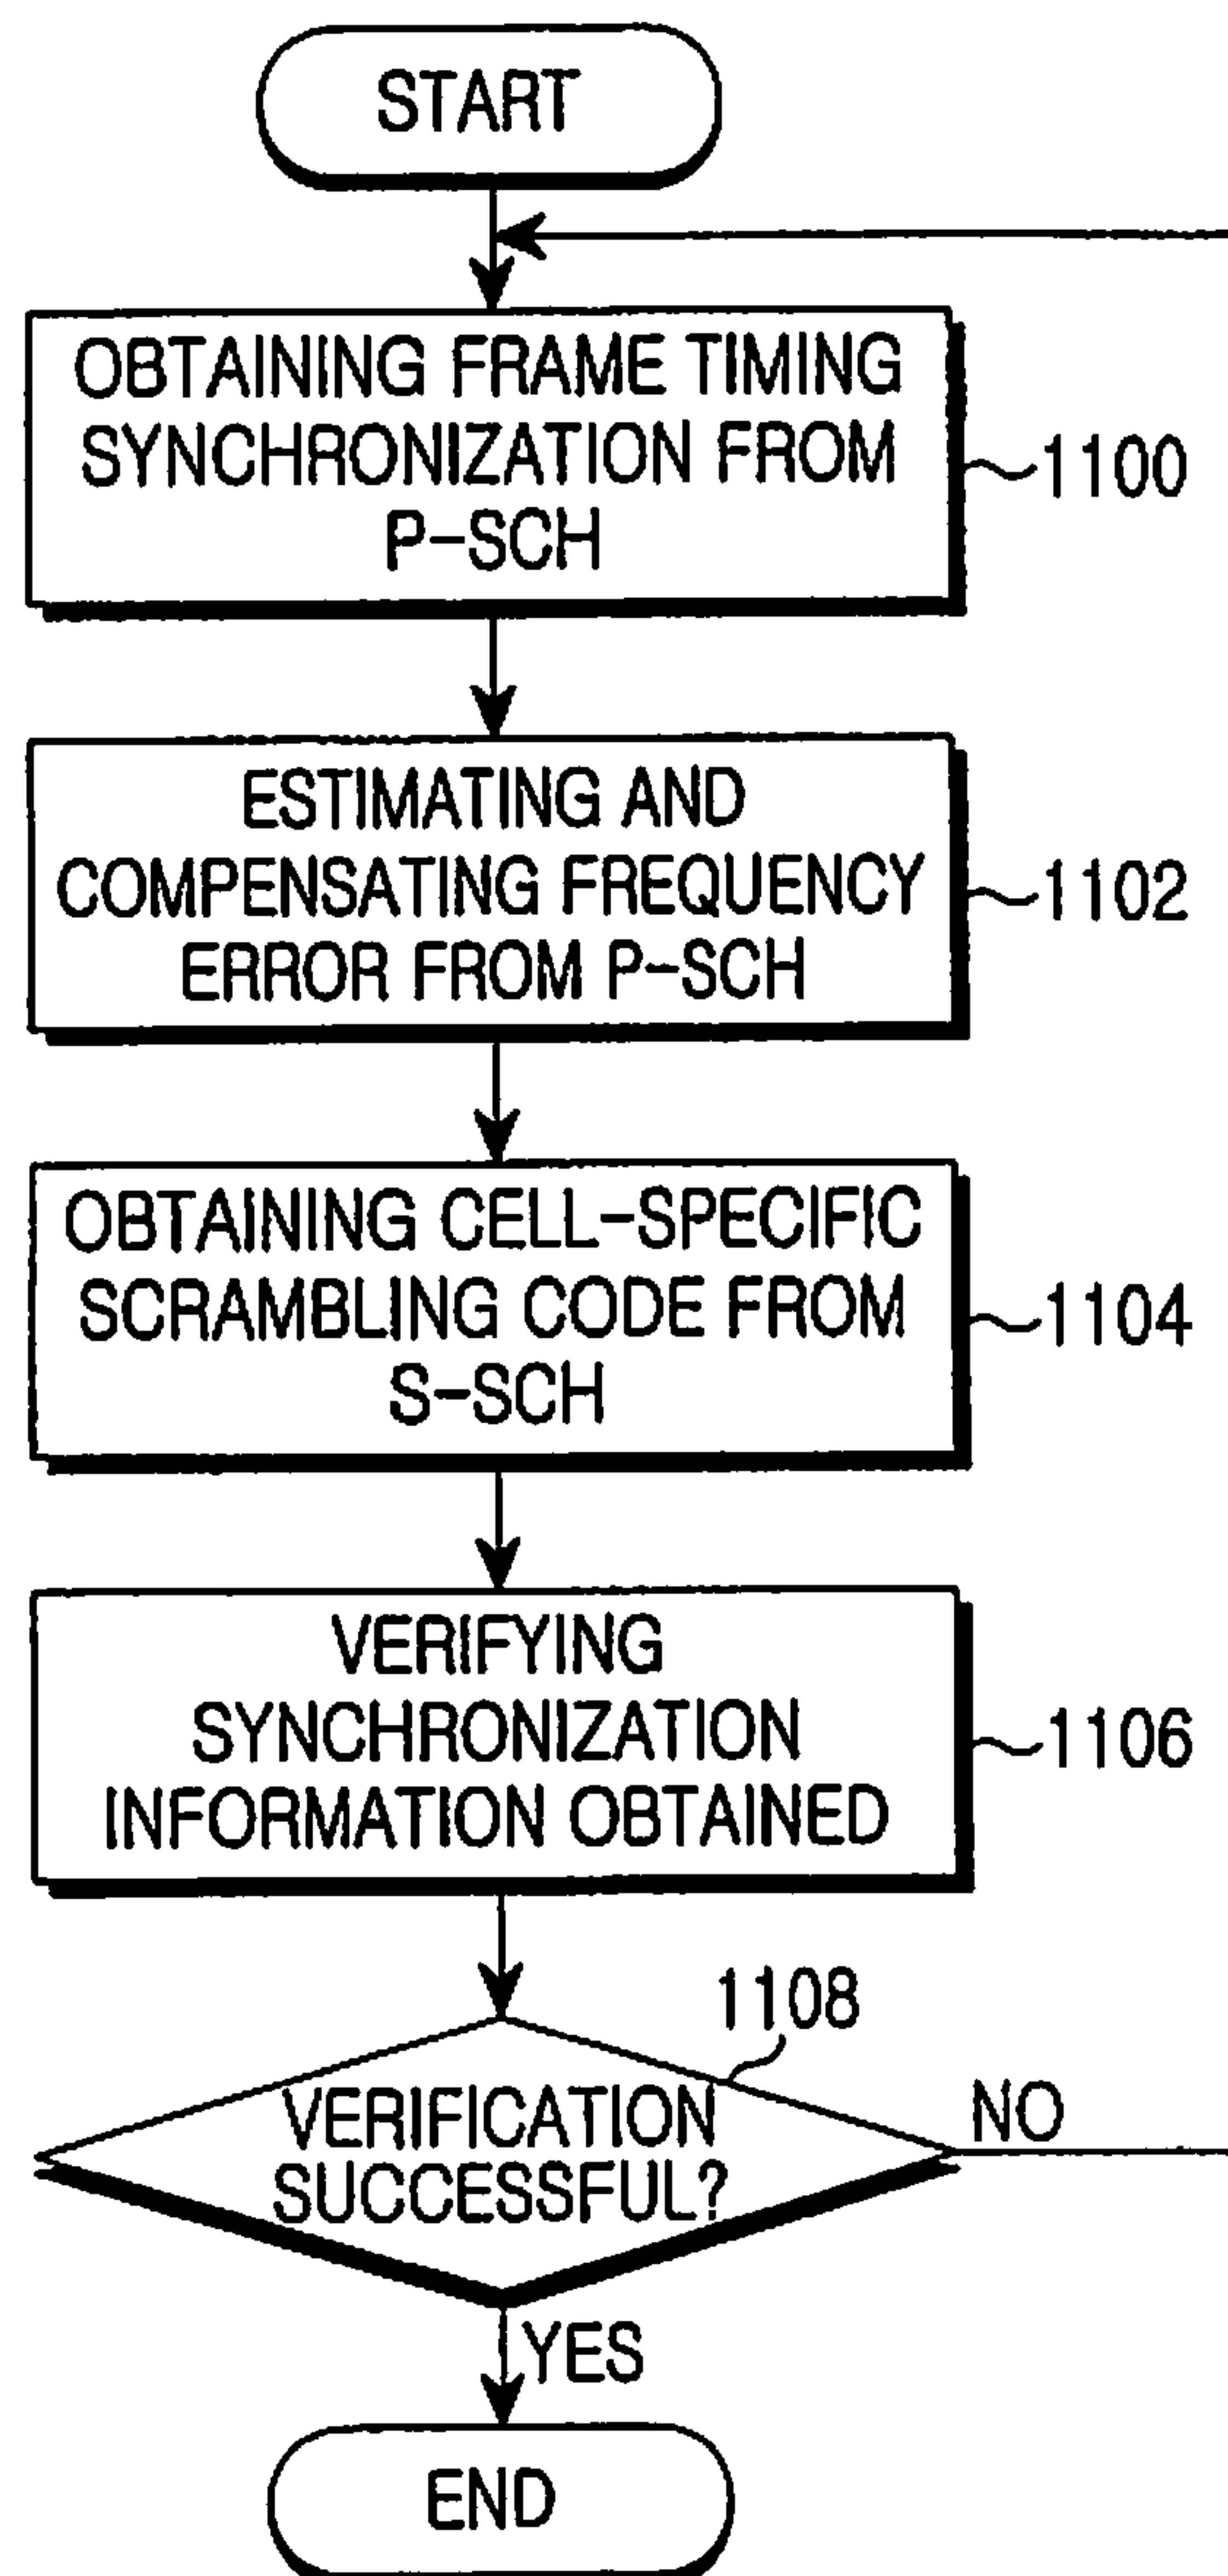 START
OBTAINING FRAME TIMING
SYNCHRONIZATION FROM
P-SCH
1100
ESTIMATING AND
COMPENSATING FREQUENCY
ERROR FROM P-SCH
1102
OBTAINING CELL-SPECIFIC
SCRAMBLING CODE FROM
S-SCH
1104
VERIFYING
SYNCHRONIZATION
INFORMATION OBTAINED
1106
1108
VERIFICATION
SUCCESSFUL?
NO
YES
END